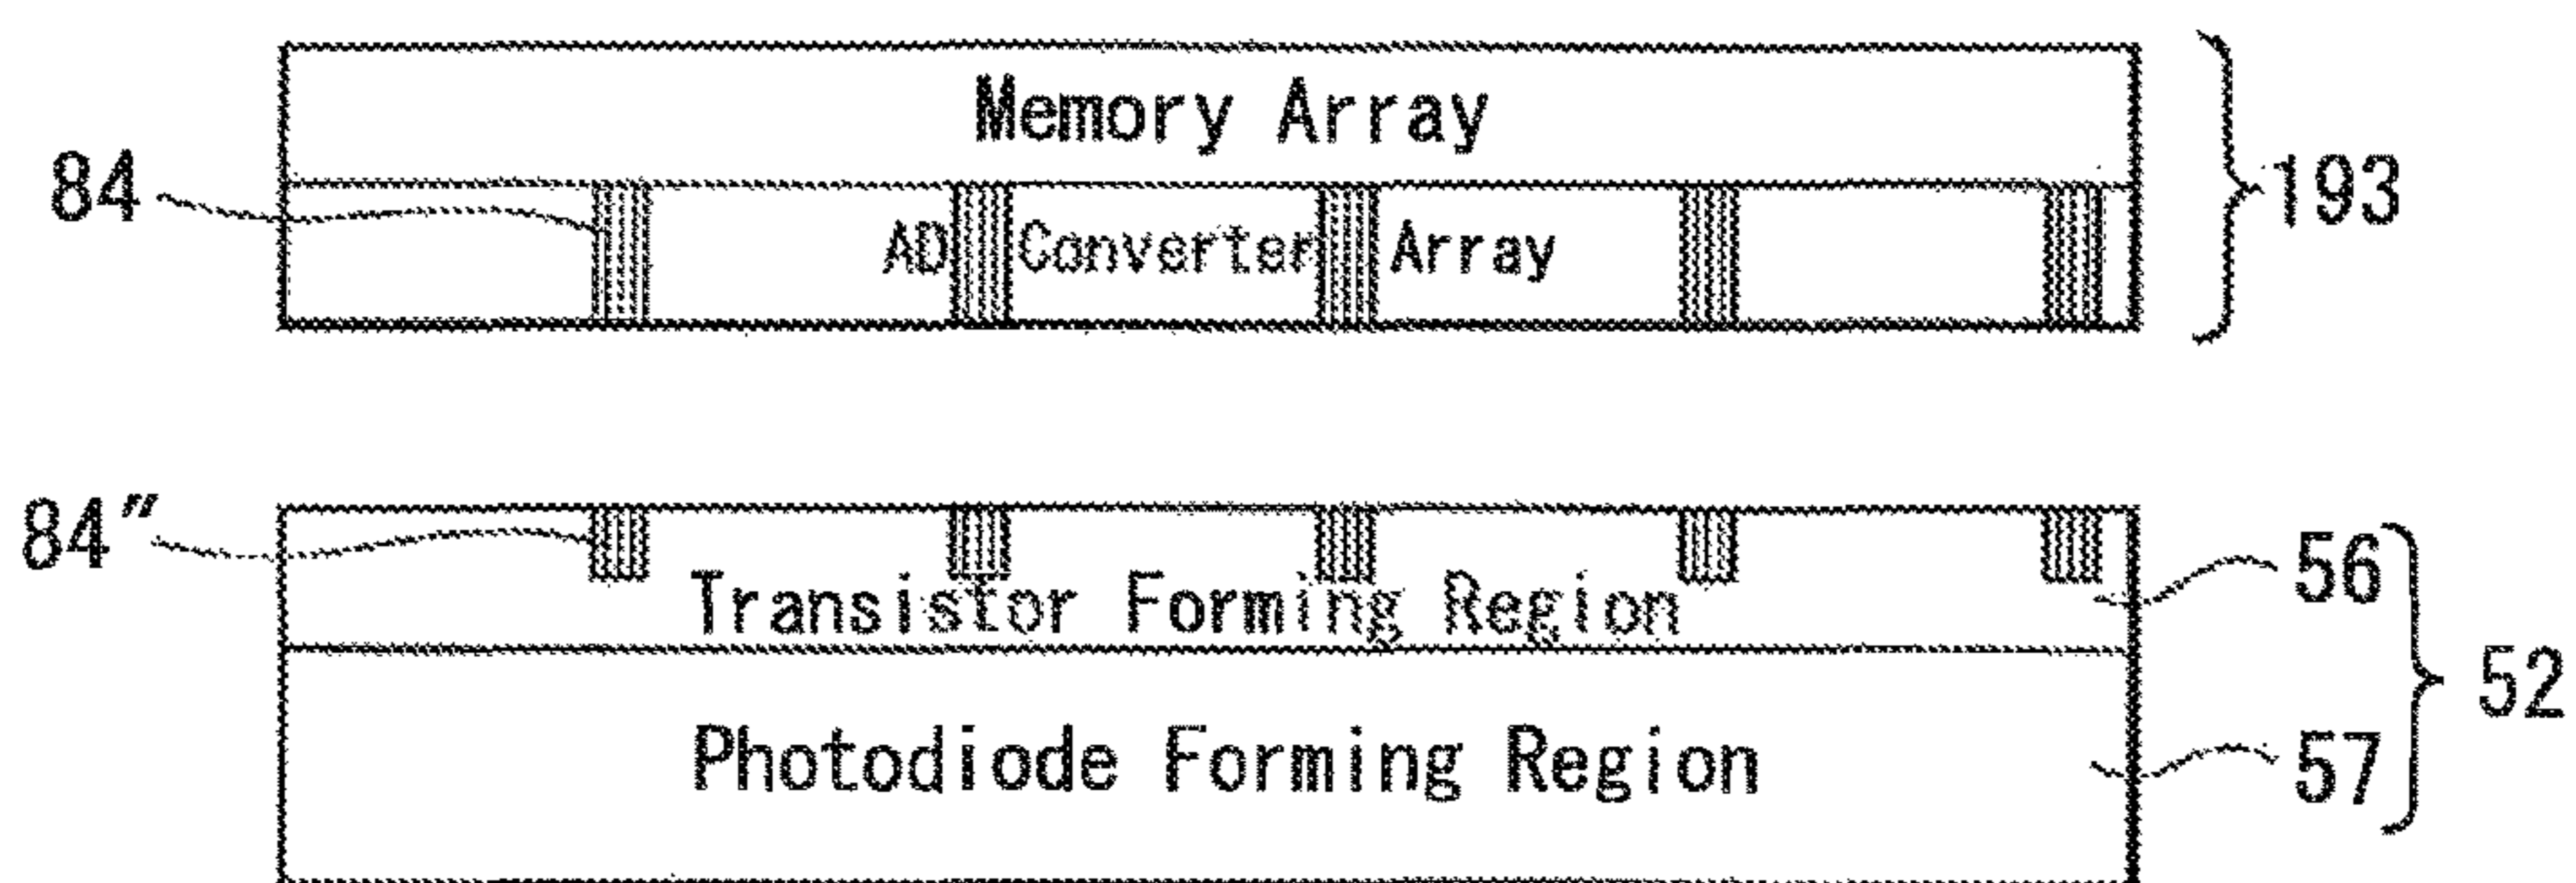 Memory Array
84
193
AD Converter Array
84″
56
Transistor Forming Region
52
Photodiode Forming Region
57